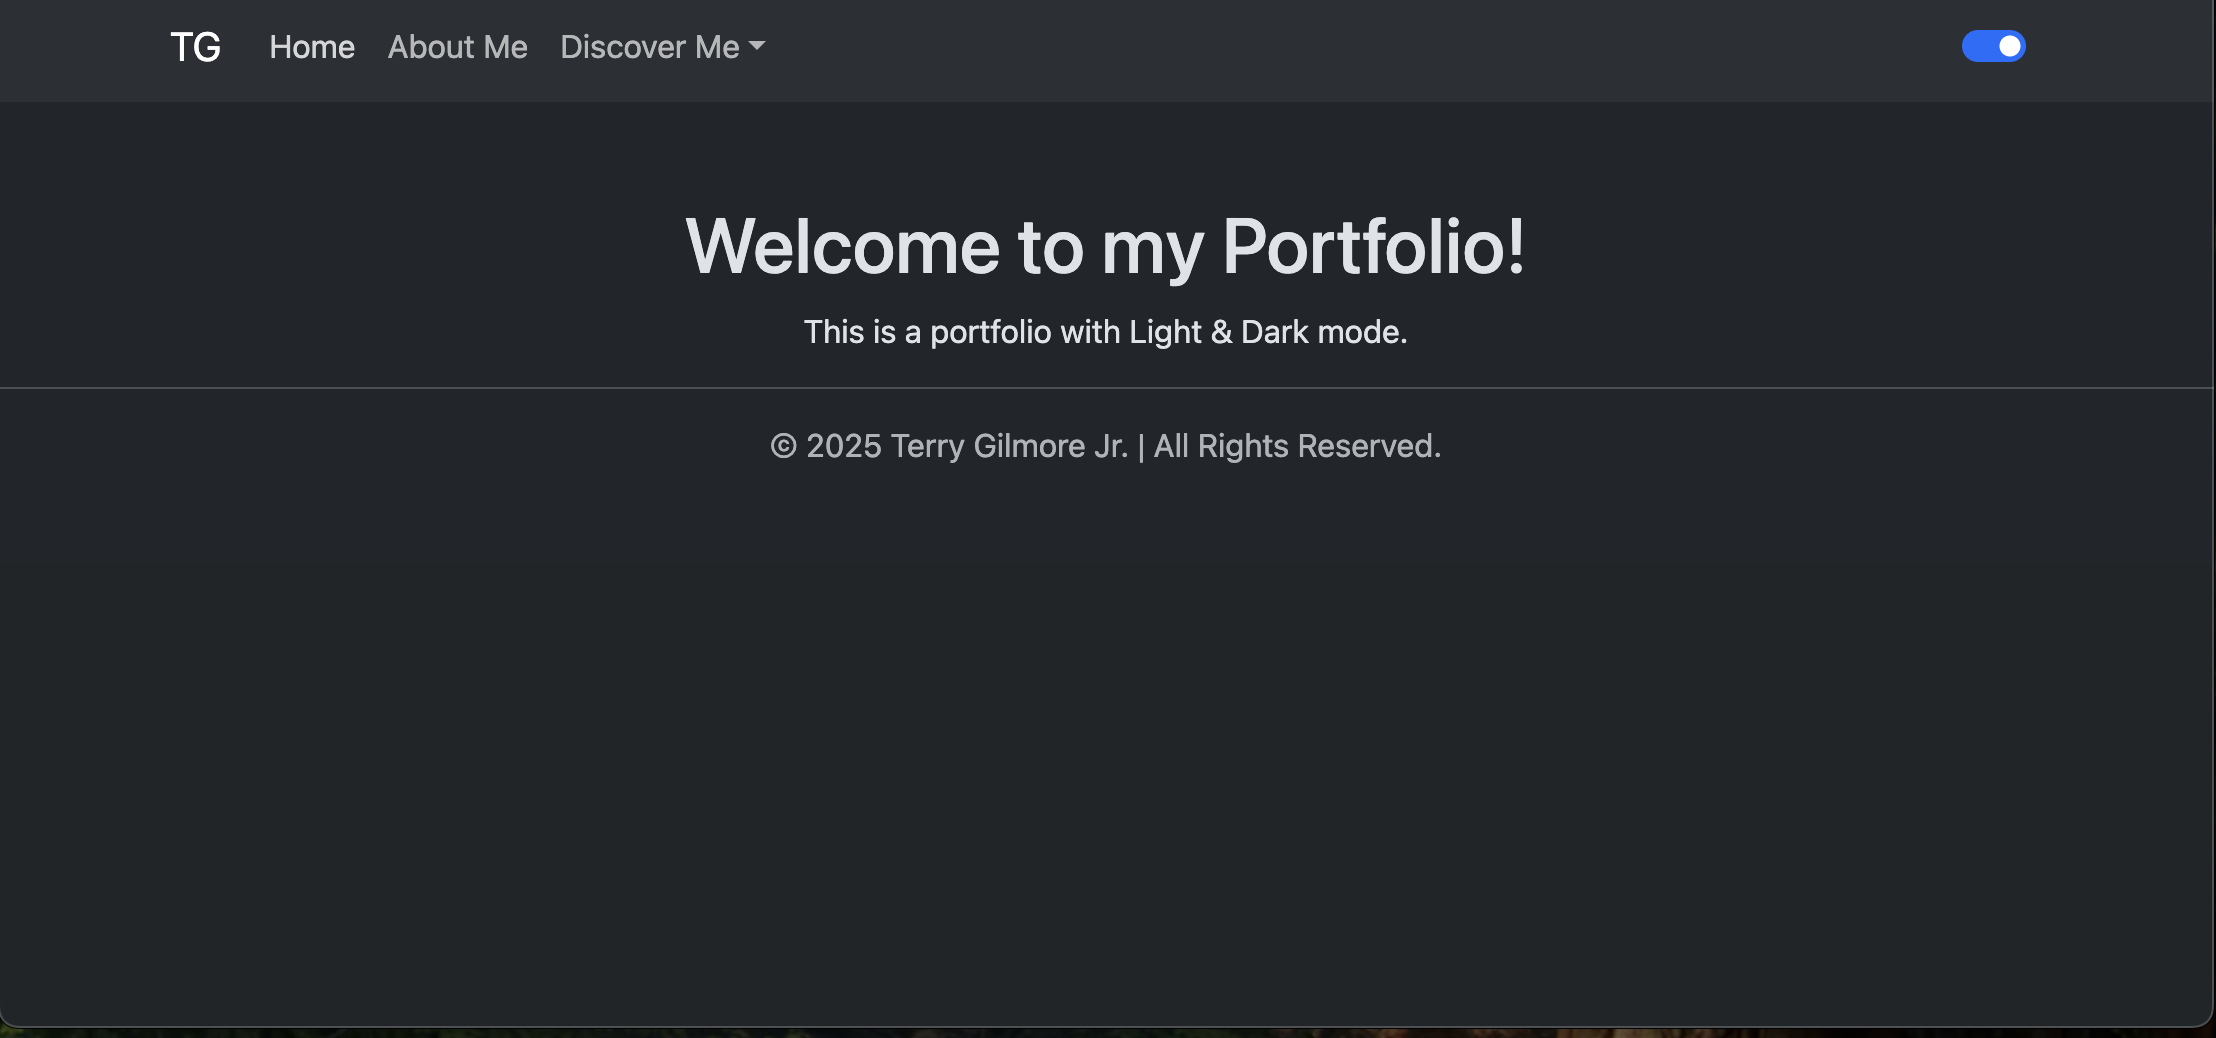 TG Home About Me Discover Me
Welcome to my Portfolio!
This is a portfolio with Light & Dark mode.
© 2025 Terry Gilmore Jr. | All Rights Reserved.